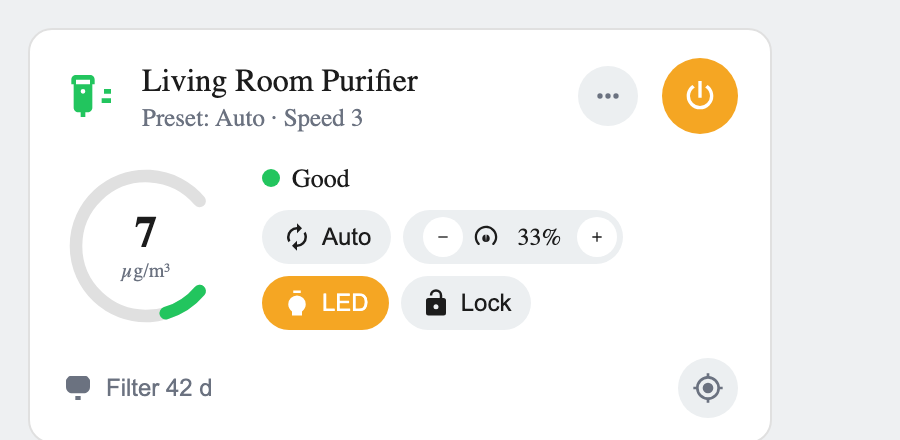 Living Room Purifier
Preset: Auto · Speed 3
7
µg/m³
Good
Auto
− 33% +
LED
Lock
Filter 42 d